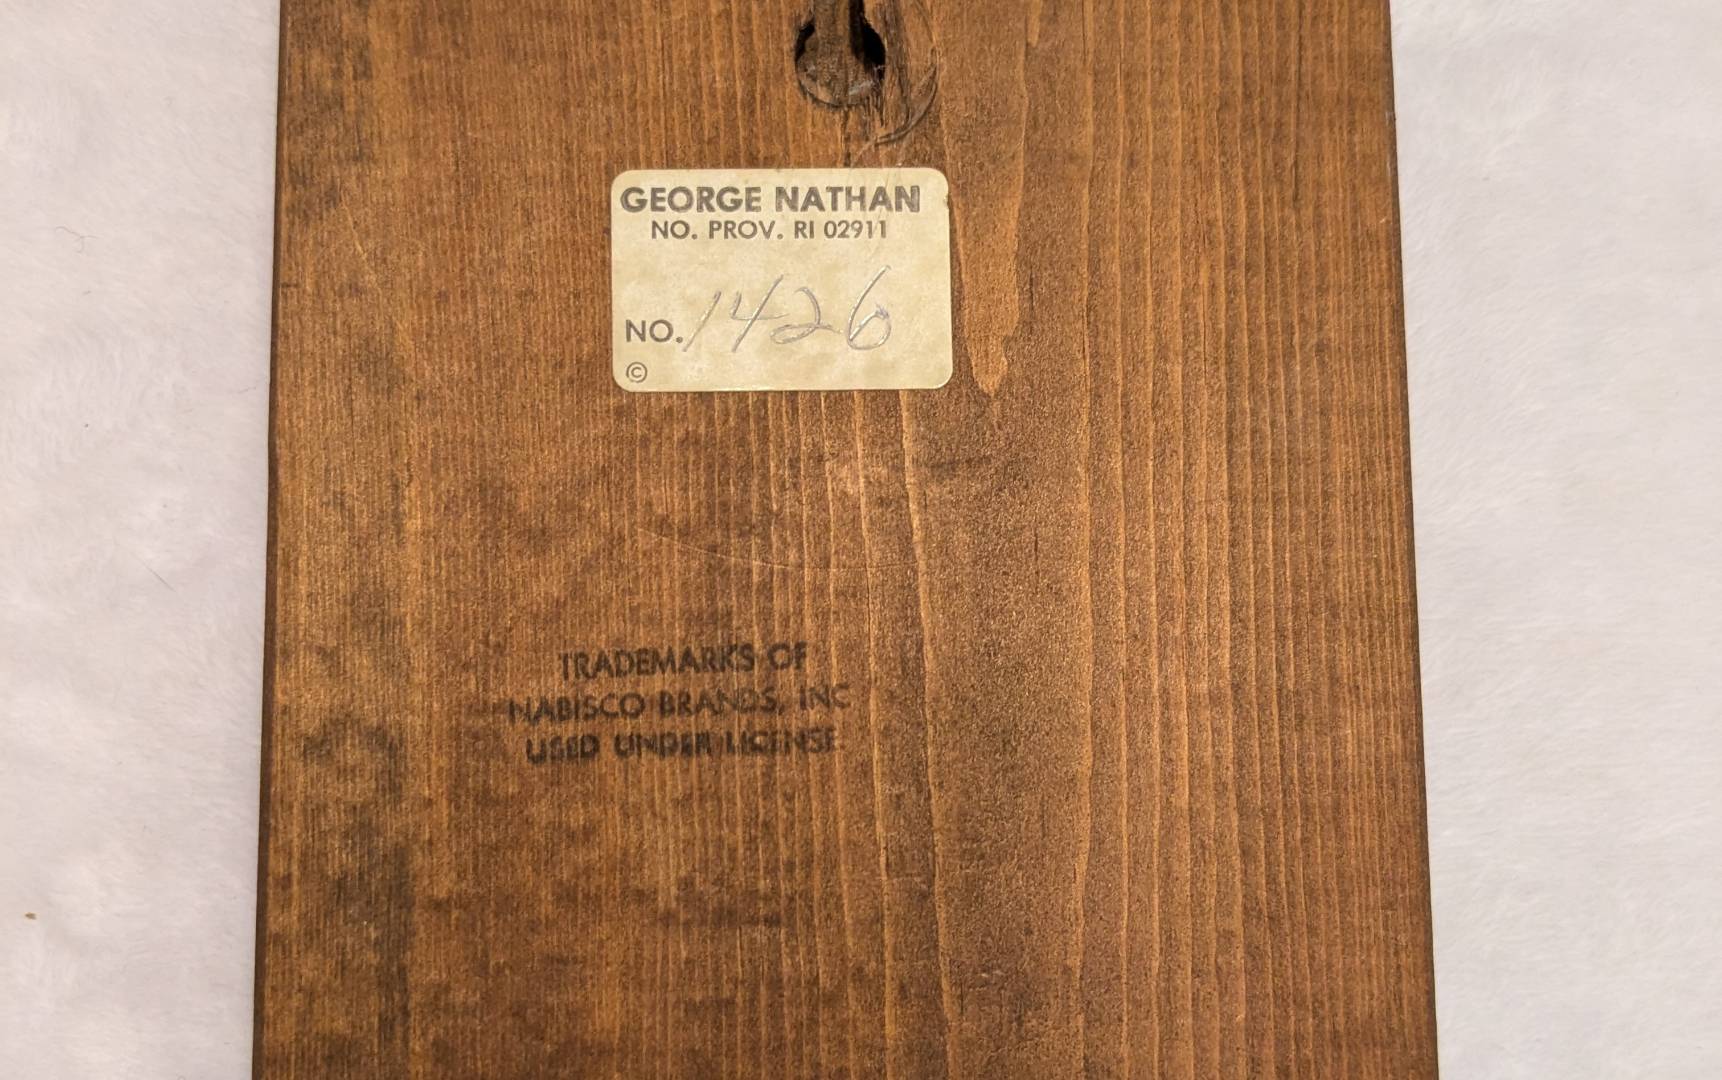 GEORGE NATHAN
NO. PROV. RI 02911
NO. 1426
©
TRADEMARKS OF
NABISCO BRANDS, INC
USED UNDER LICENSE